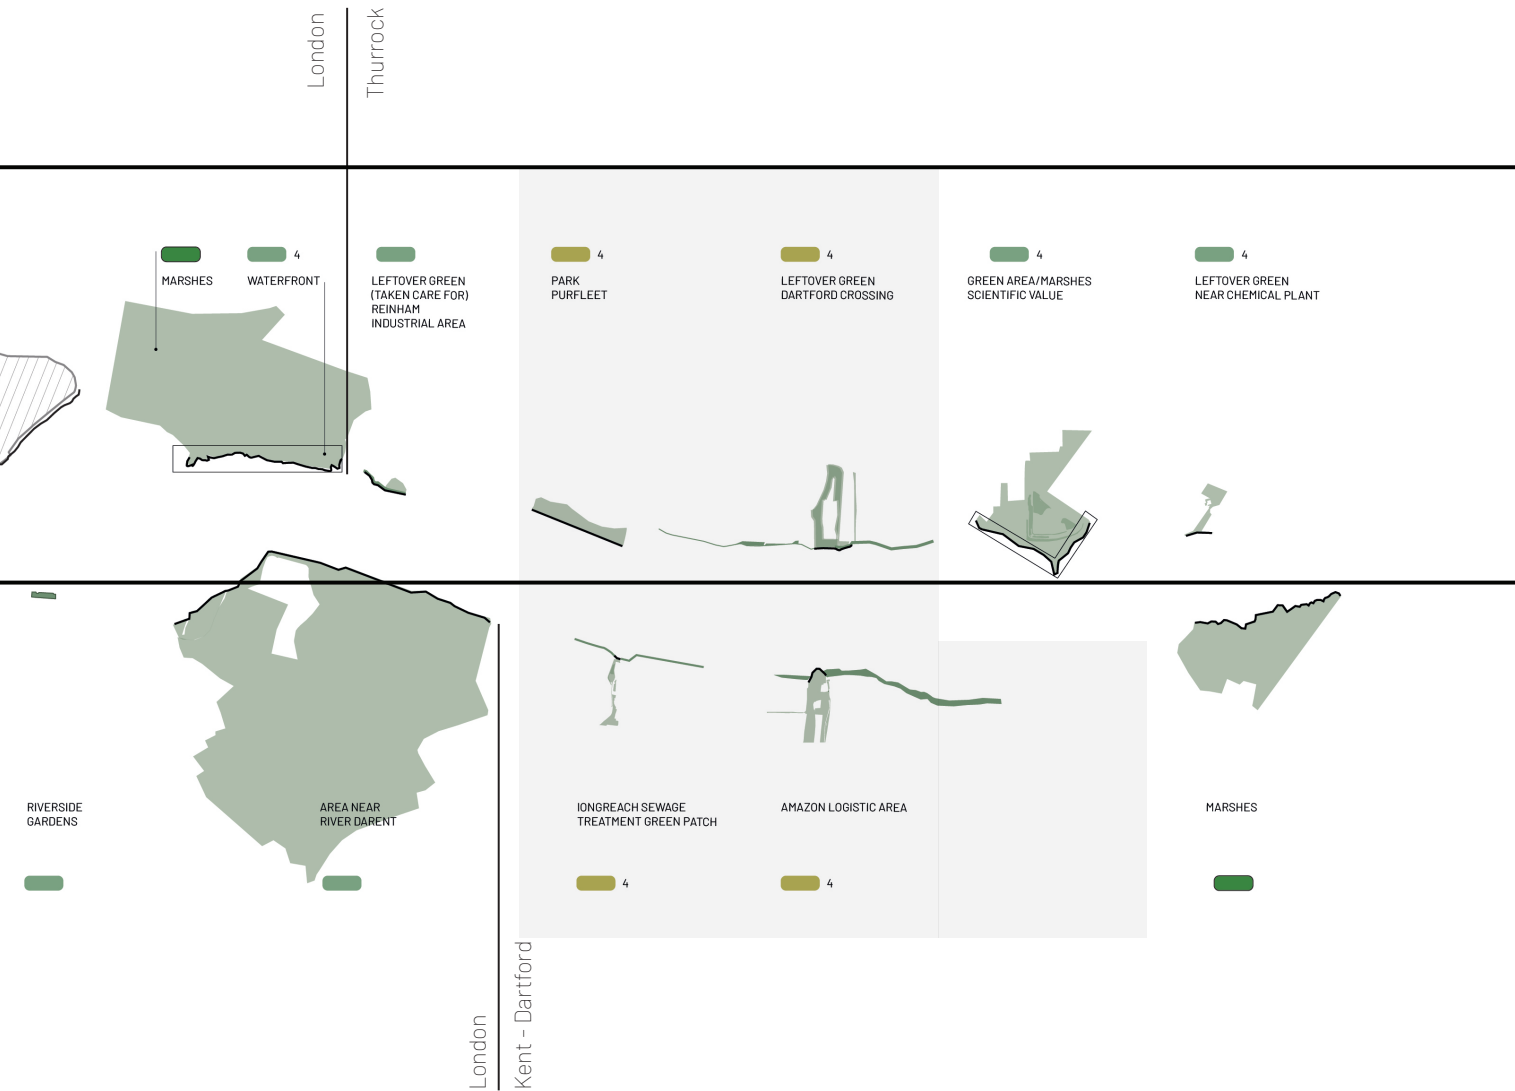 London
Thurrock
4
4
4
4
4
MARSHES
WATERFRONT
LEFTOVER GREEN
(TAKEN CARE FOR)
REINHAM
INDUSTRIAL AREA
PARK
PURFLEET
LEFTOVER GREEN
DARTFORD CROSSING
GREEN AREA/MARSHES
SCIENTIFIC VALUE
LEFTOVER GREEN
NEAR CHEMICAL PLANT
RIVERSIDE
GARDENS
AREA NEAR
RIVER DARENT
IONGREACH SEWAGE
TREATMENT GREEN PATCH
AMAZON LOGISTIC AREA
MARSHES
4
4
London
Kent - Dartford